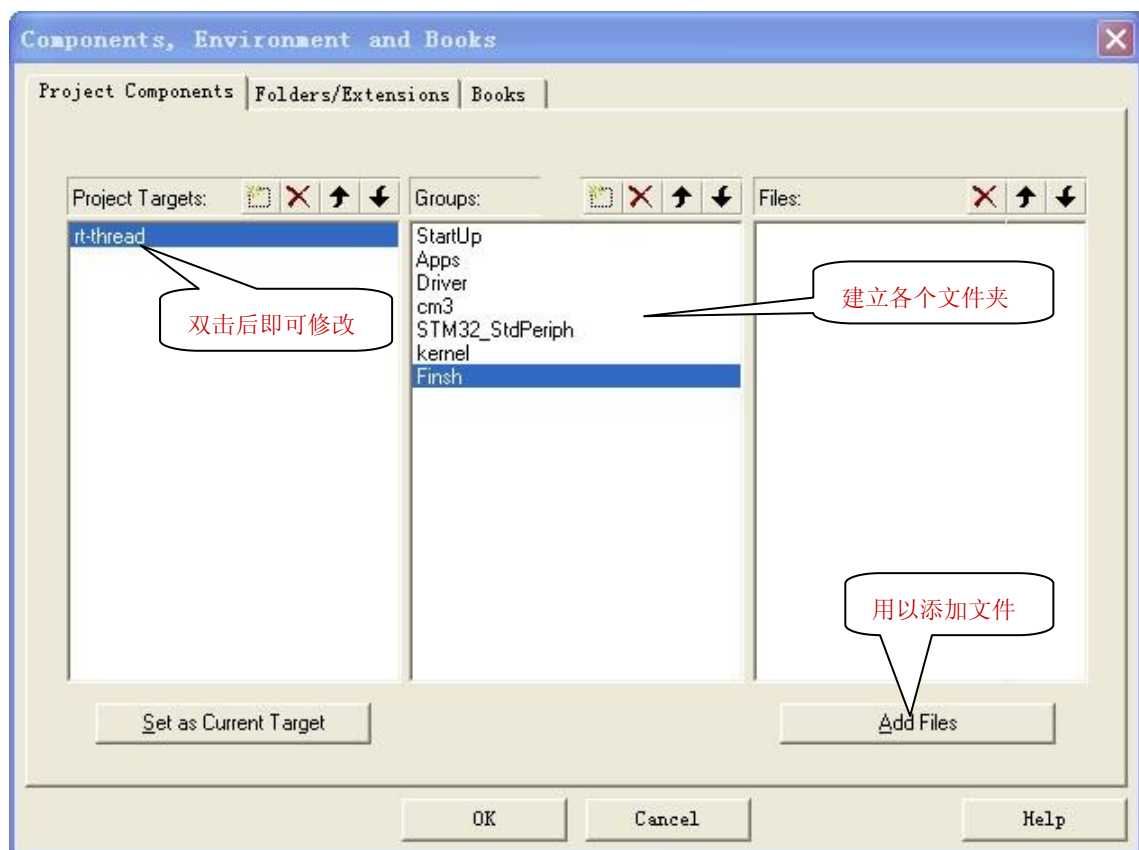 Components, Environment and Books
Project Components Folders/Extensions Books
Project Targets: Groups: Files:
rt-thread
StartUp
Apps
Driver
cm3
STM32_StdPeriph
kernel
Finsh
双击后即可修改
建立各个文件夹
用以添加文件
Set as Current Target
Add Files
OK Cancel Help